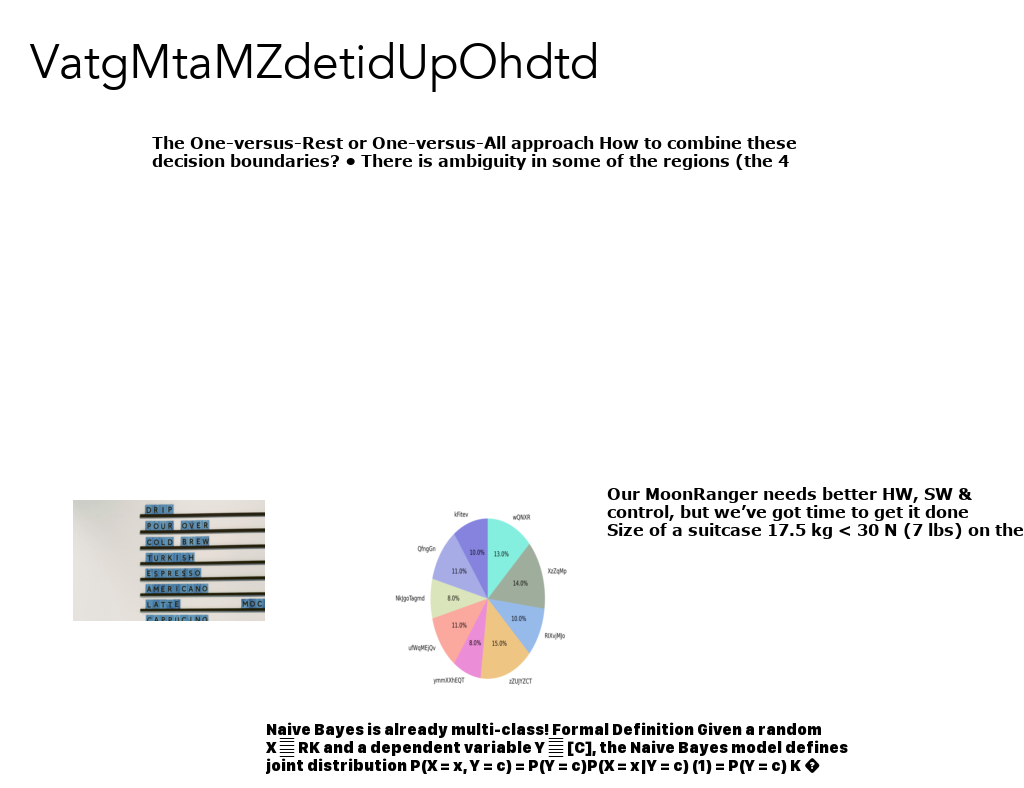 VatgMtaMZdetidUpOhdtd
The One-versus-Rest or One-versus-All approach How to combine these
decision boundaries? • There is ambiguity in some of the regions (the 4
Our MoonRanger needs better HW, SW &
control, but we’ve got time to get it done
Size of a suitcase 17.5 kg < 30 N (7 lbs) on the
DRIP
POUR OVER
COLD BREW
TURKISH
ESPRESSO
AMERICANO
LATTE MOC
CAPPUCINO
kFitev
wQNXR
QfngGn
10.0%
13.0%
XzZqMp
11.0%
14.0%
NkjgoTagmd
8.0%
10.0%
11.0%
RlXvjMJo
ufWqMEjQv
8.0%
15.0%
ymmXXhEQT
zZUJYZCT
Naive Bayes is already multi-class! Formal Definition Given a random
X RK and a dependent variable Y [C], the Naive Bayes model defines
joint distribution P(X = x, Y = c) = P(Y = c)P(X = x|Y = c) (1) = P(Y = c) K �